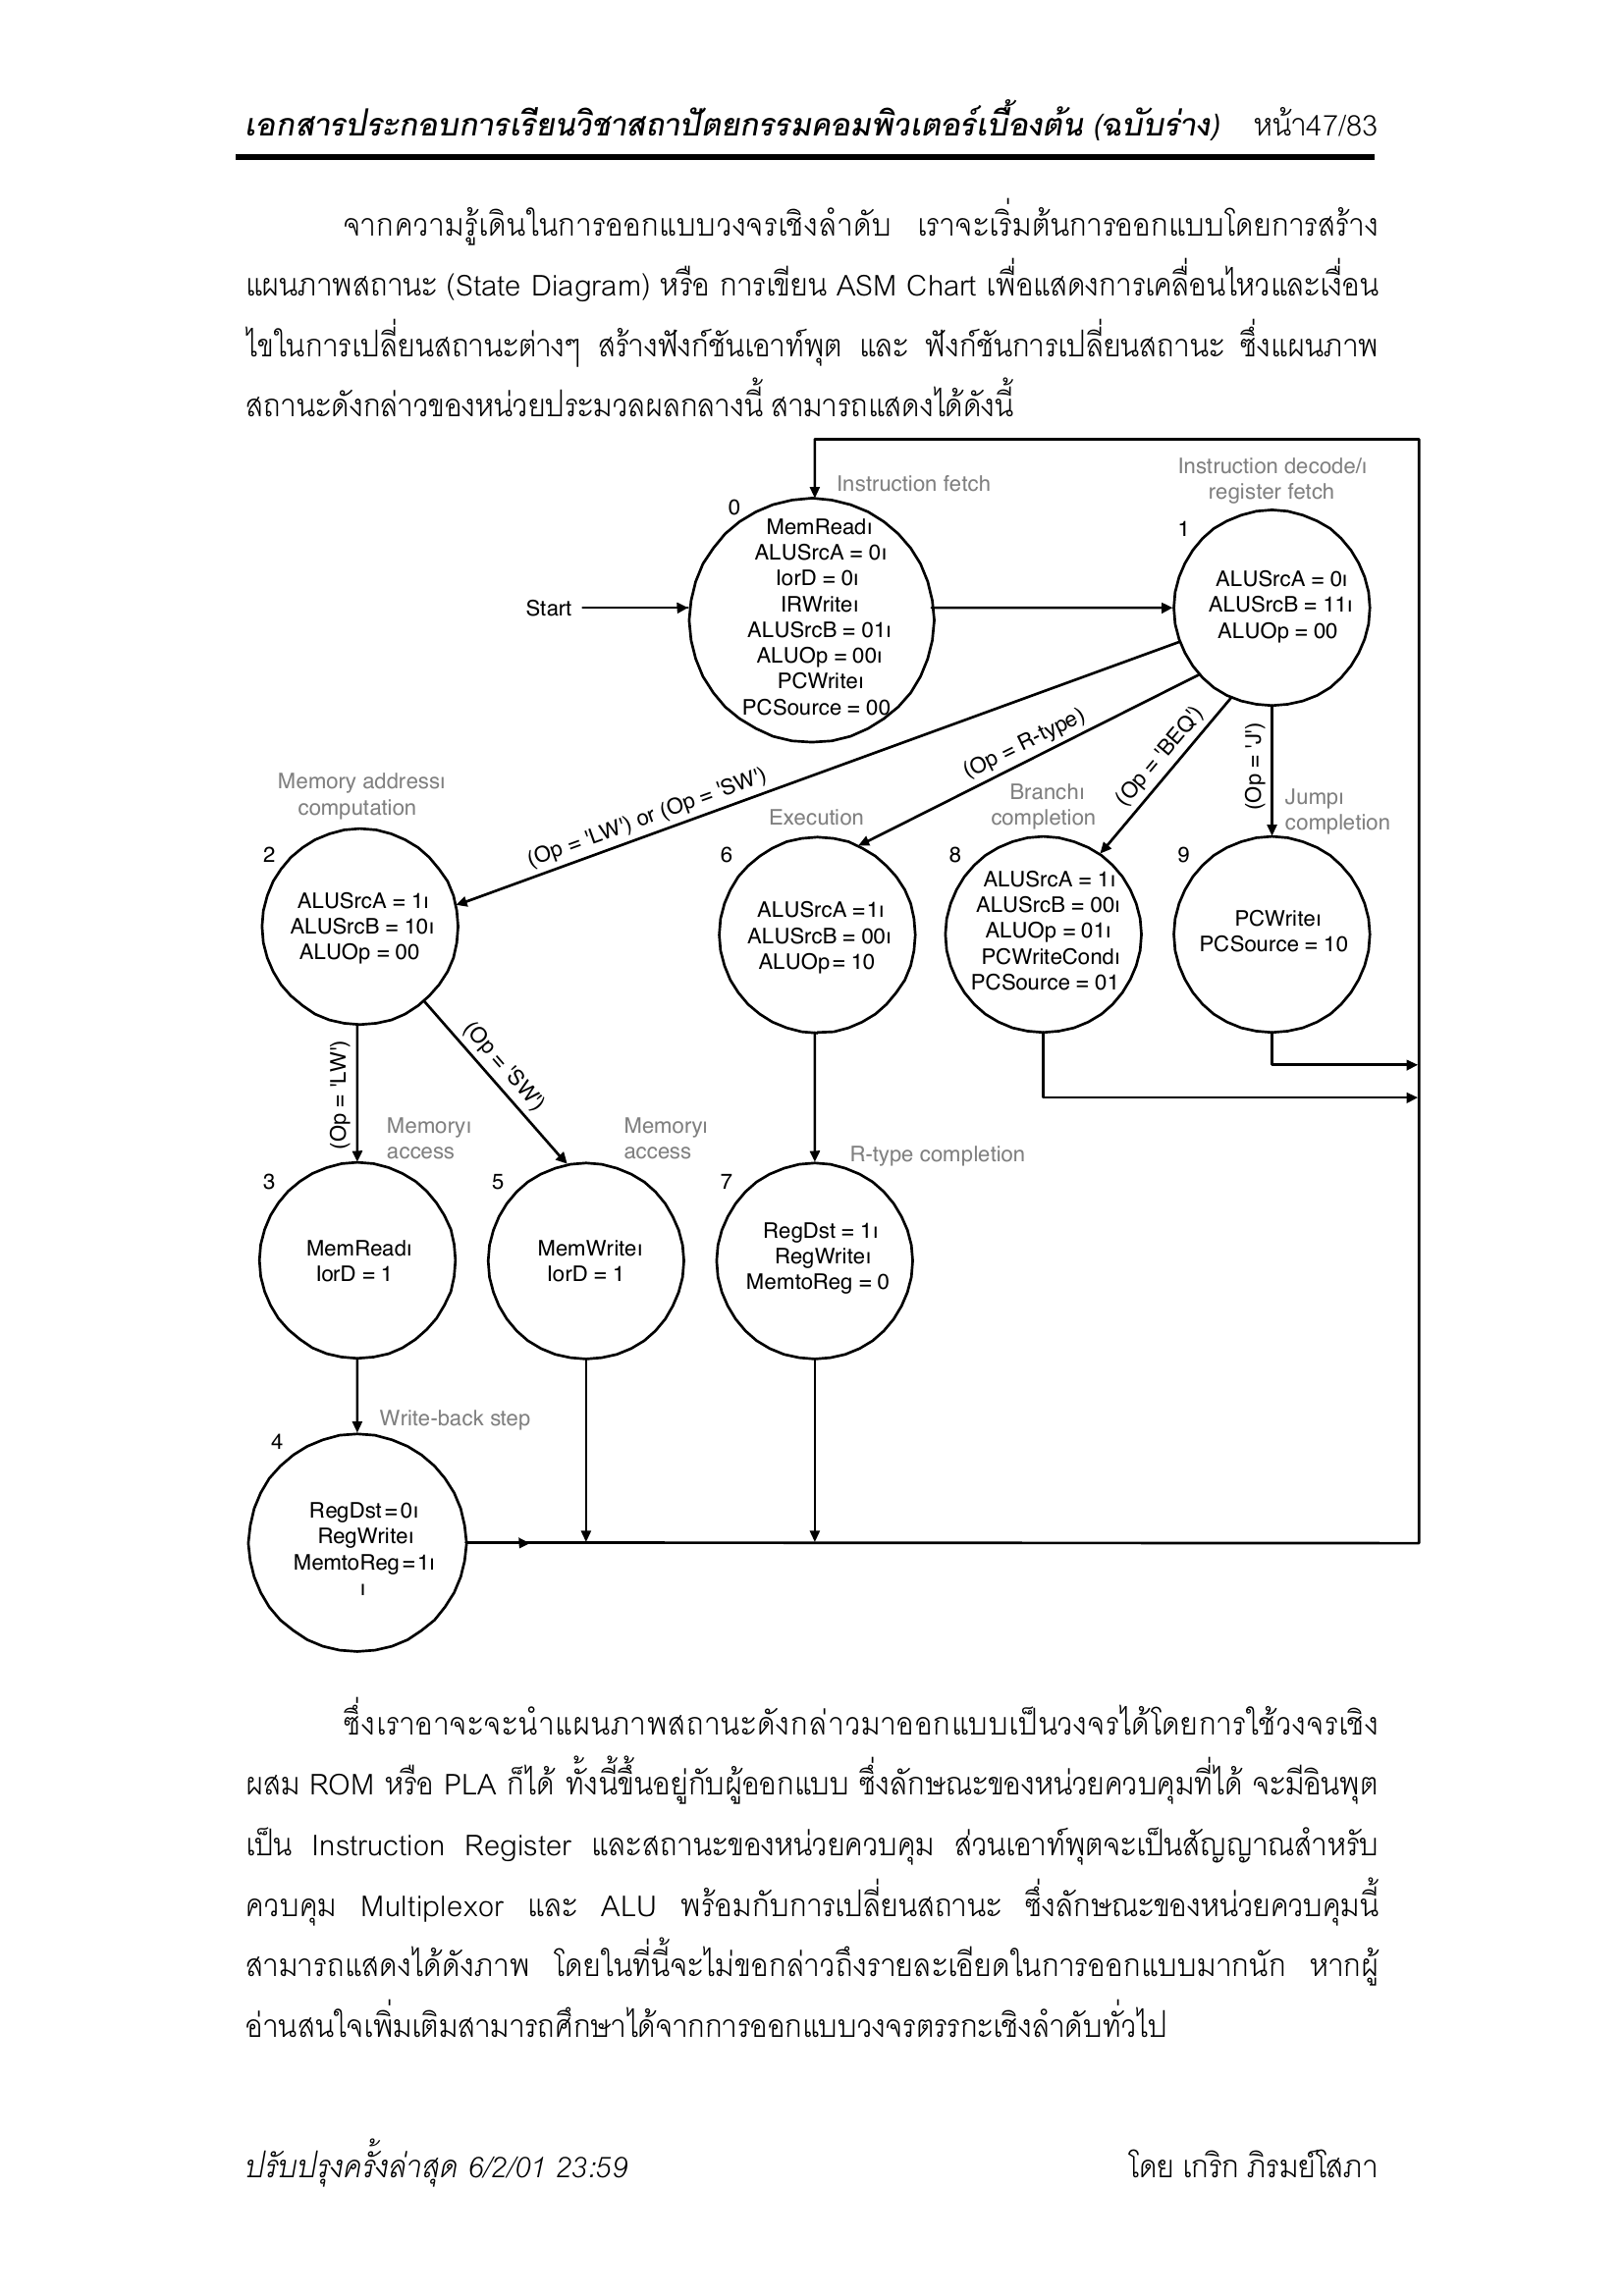 เอกสารประกอบการเรียนวิชาสถาปัตยกรรมคอมพิวเตอร์เบื้องต้น (ฉบับร่าง) หน้า47/83
จากความรู้เดินในการออกแบบวงจรเชิงลำดับ เราจะเริ่มต้นการออกแบบโดยการสร้าง
แผนภาพสถานะ (State Diagram) หรือ การเขียน ASM Chart เพื่อแสดงการเคลื่อนไหวและเงื่อน
ไขในการเปลี่ยนสถานะต่างๆ สร้างฟังก์ชันเอาท์พุต และ ฟังก์ชันการเปลี่ยนสถานะ ซึ่งแผนภาพ
สถานะดังกล่าวของหน่วยประมวลผลกลางนี้ สามารถแสดงได้ดังนี้
Instruction fetch
0
MemReadı
ALUSrcA = 0ı
IorD = 0ı
IRWriteı
ALUSrcB = 01ı
ALUOp = 00ı
PCWriteı
PCSource = 00
Start
Instruction decode/ı
register fetch
1
ALUSrcA = 0ı
ALUSrcB = 11ı
ALUOp = 00
(Op = 'LW') or (Op = 'SW')
(Op = R-type)
(Op = 'BEQ')
(Op = 'J')
Memory addressı
computation
2
ALUSrcA = 1ı
ALUSrcB = 10ı
ALUOp = 00
Execution
6
ALUSrcA =1ı
ALUSrcB = 00ı
ALUOp= 10
Branchı
completion
8
ALUSrcA = 1ı
ALUSrcB = 00ı
ALUOp = 01ı
PCWriteCondı
PCSource = 01
Jumpı
completion
9
PCWriteı
PCSource = 10
(Op = 'LW')
(Op = 'SW')
Memoryı
access
3
MemReadı
IorD = 1
Memoryı
access
5
MemWriteı
IorD = 1
R-type completion
7
RegDst = 1ı
RegWriteı
MemtoReg = 0
Write-back step
4
RegDst=0ı
RegWriteı
MemtoReg=1ı
ı
ซึ่งเราอาจะจะนำแผนภาพสถานะดังกล่าวมาออกแบบเป็นวงจรได้โดยการใช้วงจรเชิง
ผสม ROM หรือ PLA ก็ได้ ทั้งนี้ขึ้นอยู่กับผู้ออกแบบ ซึ่งลักษณะของหน่วยควบคุมที่ได้ จะมีอินพุต
เป็น Instruction Register และสถานะของหน่วยควบคุม ส่วนเอาท์พุตจะเป็นสัญญาณสำหรับ
ควบคุม Multiplexor และ ALU พร้อมกับการเปลี่ยนสถานะ ซึ่งลักษณะของหน่วยควบคุมนี้
สามารถแสดงได้ดังภาพ โดยในที่นี้จะไม่ขอกล่าวถึงรายละเอียดในการออกแบบมากนัก หากผู้
อ่านสนใจเพิ่มเติมสามารถศึกษาได้จากการออกแบบวงจรตรรกะเชิงลำดับทั่วไป
ปรับปรุงครั้งล่าสุด 6/2/01 23:59 โดย เกริก ภิรมย์โสภา